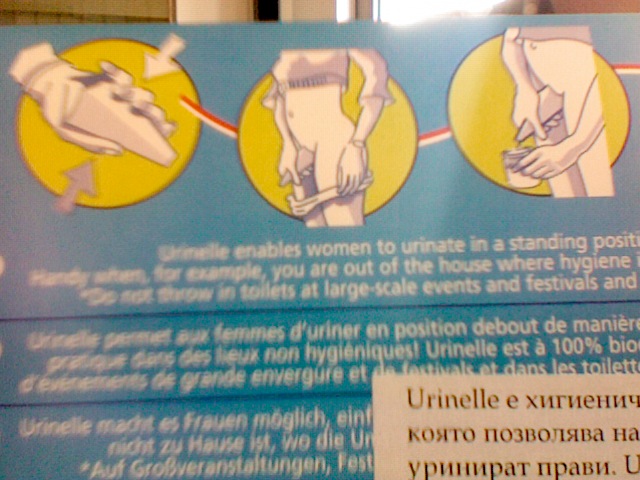 Urinelle enables women to urinate in a standing positi
Handy when, for example, you are out of the house where hygiene i
*Do not throw in toilets at large-scale events and festivals and
Urinelle permet aux femmes d'uriner en position debout de manière
pratique dans des lieux non hygiéniques! Urinelle est à 100% bio
d'évènements de grande envergure et de festivals et dans les toilett
Urinelle macht es Frauen möglich, einf
nicht zu Hause ist, wo die Ur
*Auf Großveranstaltungen, Fest
Urinelle е хигиенич
която позволява на
уринират прави. U